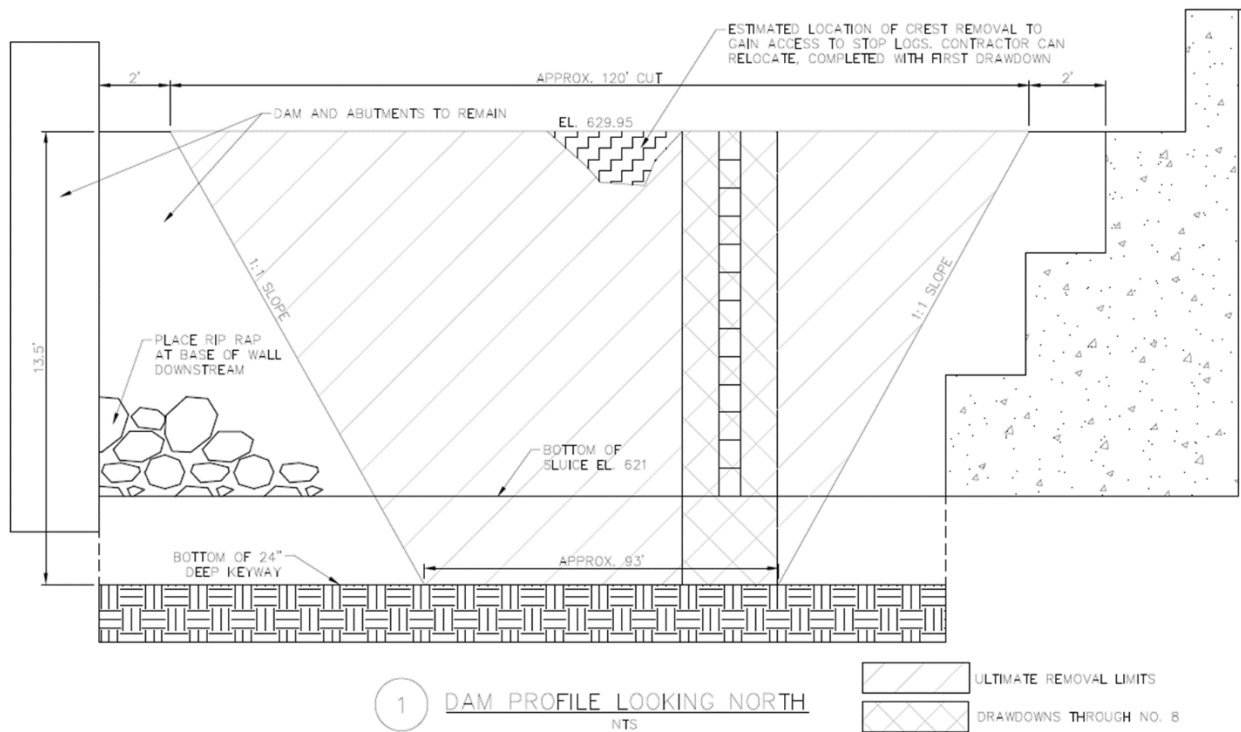 ESTIMATED LOCATION OF CREST REMOVAL TO
GAIN ACCESS TO STOP LOGS. CONTRACTOR CAN
RELOCATE, COMPLETED WITH FIRST DRAWDOWN
2'
APPROX. 120' CUT
2'
DAM AND ABUTMENTS TO REMAIN
EL. 629.95
1:1 SLOPE
1:1 SLOPE
13.5'
PLACE RIP RAP
AT BASE OF WALL
DOWNSTREAM
BOTTOM OF
SLUICE EL. 621
BOTTOM OF 24"
DEEP KEYWAY
APPROX. 93'
1
DAM PROFILE LOOKING NORTH
NTS
ULTIMATE REMOVAL LIMITS
DRAWDOWNS THROUGH NO. 8